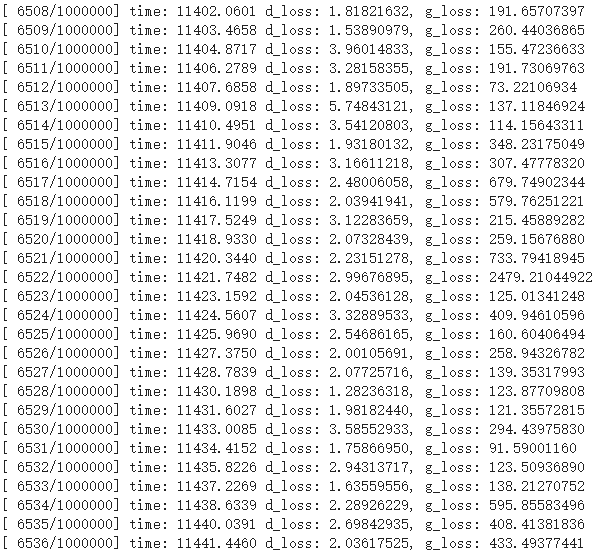 [ 6508/1000000] time: 11402.0601 d_loss: 1.81821632, g_loss: 191.65707397
[ 6509/1000000] time: 11403.4658 d_loss: 1.53890979, g_loss: 260.44036865
[ 6510/1000000] time: 11404.8717 d_loss: 3.96014833, g_loss: 155.47236633
[ 6511/1000000] time: 11406.2789 d_loss: 3.28158355, g_loss: 191.73069763
[ 6512/1000000] time: 11407.6858 d_loss: 1.89733505, g_loss: 73.22106934
[ 6513/1000000] time: 11409.0918 d_loss: 5.74843121, g_loss: 137.11846924
[ 6514/1000000] time: 11410.4951 d_loss: 3.54120803, g_loss: 114.15643311
[ 6515/1000000] time: 11411.9046 d_loss: 1.93180132, g_loss: 348.23175049
[ 6516/1000000] time: 11413.3077 d_loss: 3.16611218, g_loss: 307.47778320
[ 6517/1000000] time: 11414.7154 d_loss: 2.48006058, g_loss: 679.74902344
[ 6518/1000000] time: 11416.1199 d_loss: 2.03941941, g_loss: 579.76251221
[ 6519/1000000] time: 11417.5249 d_loss: 3.12283659, g_loss: 215.45889282
[ 6520/1000000] time: 11418.9330 d_loss: 2.07328439, g_loss: 259.15676880
[ 6521/1000000] time: 11420.3440 d_loss: 2.23151278, g_loss: 733.79418945
[ 6522/1000000] time: 11421.7482 d_loss: 2.99676895, g_loss: 2479.21044922
[ 6523/1000000] time: 11423.1592 d_loss: 2.04536128, g_loss: 125.01341248
[ 6524/1000000] time: 11424.5607 d_loss: 3.32889533, g_loss: 409.94610596
[ 6525/1000000] time: 11425.9690 d_loss: 2.54686165, g_loss: 160.60406494
[ 6526/1000000] time: 11427.3750 d_loss: 2.00105691, g_loss: 258.94326782
[ 6527/1000000] time: 11428.7839 d_loss: 2.07725716, g_loss: 139.35317993
[ 6528/1000000] time: 11430.1898 d_loss: 1.28236318, g_loss: 123.87709808
[ 6529/1000000] time: 11431.6027 d_loss: 1.98182440, g_loss: 121.35572815
[ 6530/1000000] time: 11433.0085 d_loss: 3.58552933, g_loss: 294.43975830
[ 6531/1000000] time: 11434.4152 d_loss: 1.75866950, g_loss: 91.59001160
[ 6532/1000000] time: 11435.8226 d_loss: 2.94313717, g_loss: 123.50936890
[ 6533/1000000] time: 11437.2269 d_loss: 1.63559556, g_loss: 138.21270752
[ 6534/1000000] time: 11438.6339 d_loss: 2.28926229, g_loss: 595.85583496
[ 6535/1000000] time: 11440.0391 d_loss: 2.69842935, g_loss: 408.41381836
[ 6536/1000000] time: 11441.4460 d_loss: 2.03617525, g_loss: 433.49377441